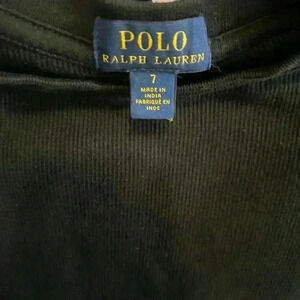 POLO
RALPH LAUREN
7
MADE IN
INDIA
FABRIQUÉ EN
INDE